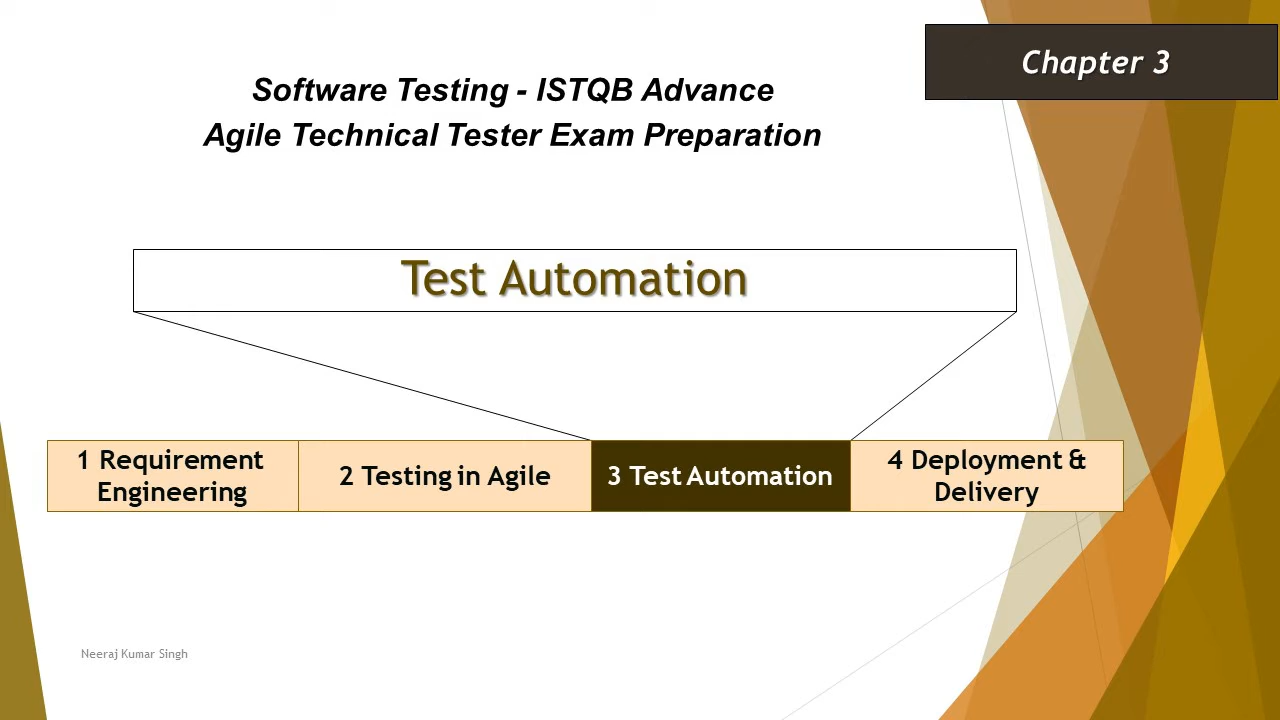 Chapter 3
Software Testing - ISTQB Advance
Agile Technical Tester Exam Preparation
Test Automation
1 Requirement
Engineering
2 Testing in Agile
3 Test Automation
4 Deployment &
Delivery
Neeraj Kumar Singh